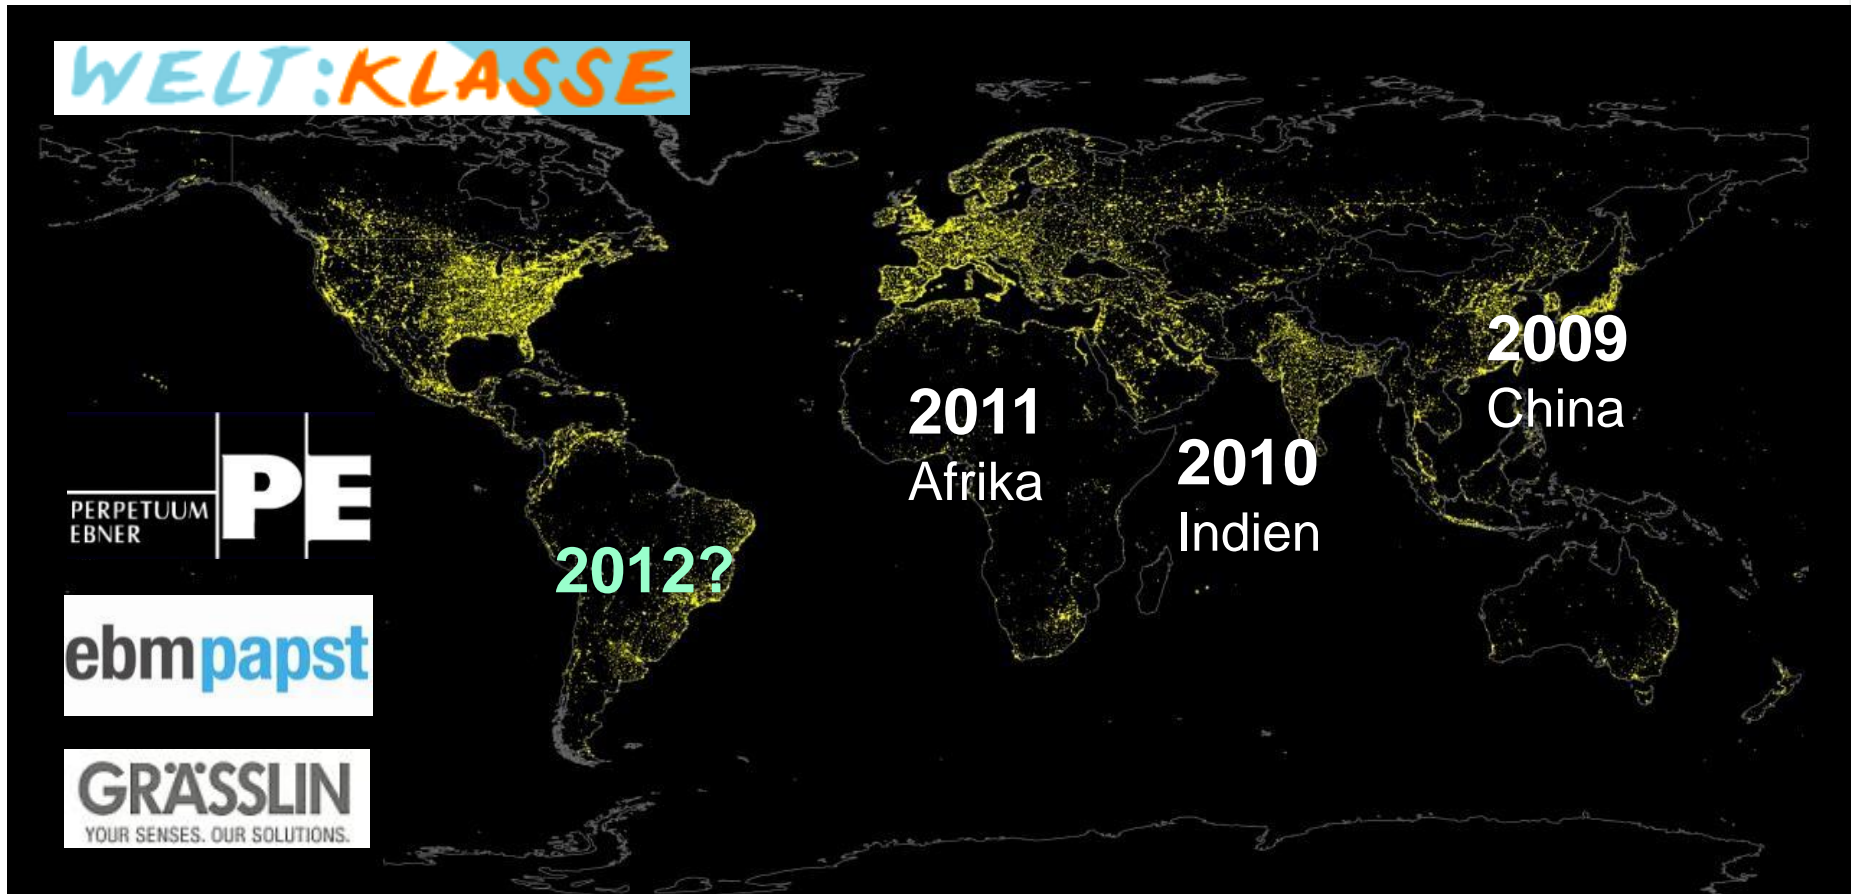 WELT:KLASSE
2009
China
2011
Afrika
2010
Indien
2012?
PERPETUUM
EBNER
PE
ebmpapst
GRÄSSLIN
YOUR SENSES. OUR SOLUTIONS.